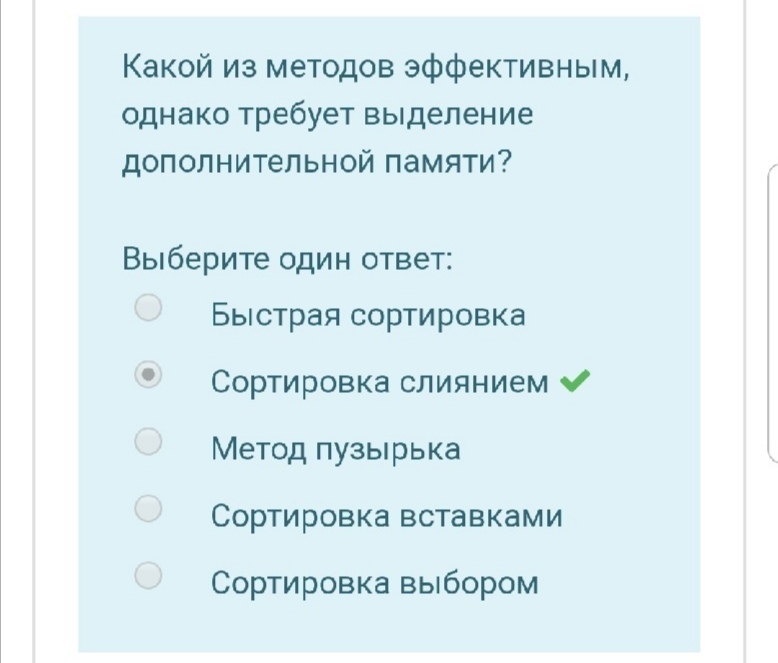 Какой из методов эффективным,
однако требует выделение
дополнительной памяти?
Выберите один ответ:
Быстрая сортировка
Сортировка слиянием
Метод пузырька
Сортировка вставками
Сортировка выбором